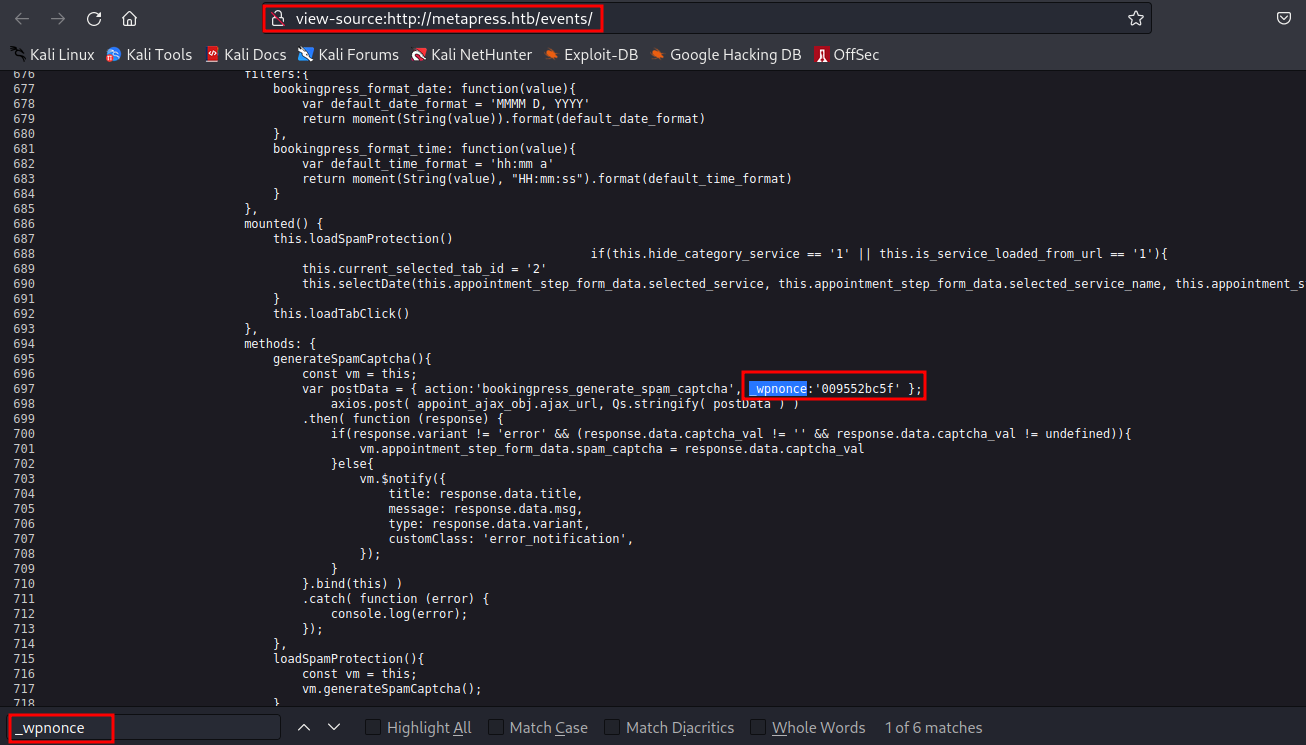 view-source:http://metapress.htb/events/
Kali Linux Kali Tools Kali Docs Kali Forums Kali NetHunter Exploit-DB Google Hacking DB OffSec
676 filters:{
677 bookingpress_format_date: function(value){
678 var default_date_format = 'MMMM D, YYYY'
679 return moment(String(value)).format(default_date_format)
680 },
681 bookingpress_format_time: function(value){
682 var default_time_format = 'hh:mm a'
683 return moment(String(value), "HH:mm:ss").format(default_time_format)
684 }
685 },
686 mounted() {
687 this.loadSpamProtection()
688 if(this.hide_category_service == '1' || this.is_service_loaded_from_url == '1'){
689 this.current_selected_tab_id = '2'
690 this.selectDate(this.appointment_step_form_data.selected_service, this.appointment_step_form_data.selected_service_name, this.appointment_s
691 }
692 this.loadTabClick()
693 },
694 methods: {
695 generateSpamCaptcha(){
696 const vm = this;
697 var postData = { action:'bookingpress_generate_spam_captcha', _wpnonce:'009552bc5f' };
698 axios.post( appoint_ajax_obj.ajax_url, Qs.stringify( postData ) )
699 .then( function (response) {
700 if(response.variant != 'error' && (response.data.captcha_val != '' && response.data.captcha_val != undefined)){
701 vm.appointment_step_form_data.spam_captcha = response.data.captcha_val
702 }else{
703 vm.$notify({
704 title: response.data.title,
705 message: response.data.msg,
706 type: response.data.variant,
707 customClass: 'error_notification',
708 });
709 }
710 }.bind(this) )
711 .catch( function (error) {
712 console.log(error);
713 });
714 },
715 loadSpamProtection(){
716 const vm = this;
717 vm.generateSpamCaptcha();
718 }
_wpnonce Highlight All Match Case Match Diacritics Whole Words 1 of 6 matches